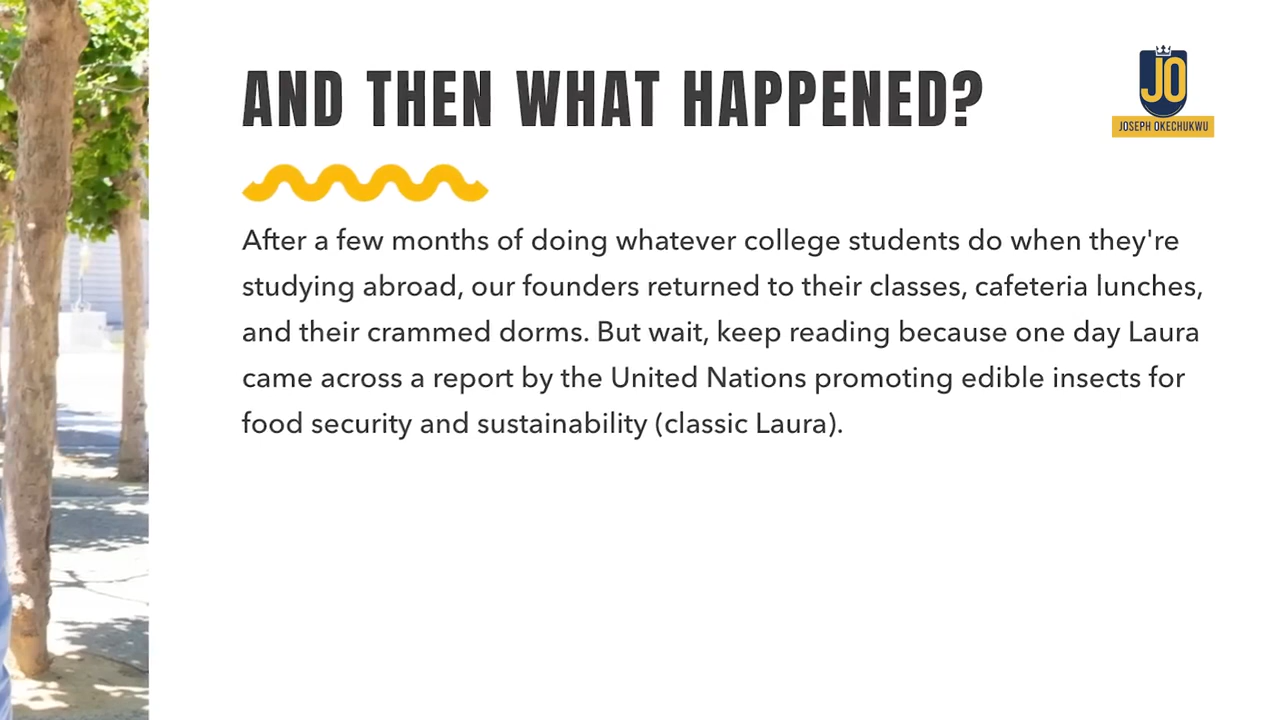 AND THEN WHAT HAPPENED?
JO
JOSEPH OKECHUKWU
After a few months of doing whatever college students do when they're
studying abroad, our founders returned to their classes, cafeteria lunches,
and their crammed dorms. But wait, keep reading because one day Laura
came across a report by the United Nations promoting edible insects for
food security and sustainability (classic Laura).